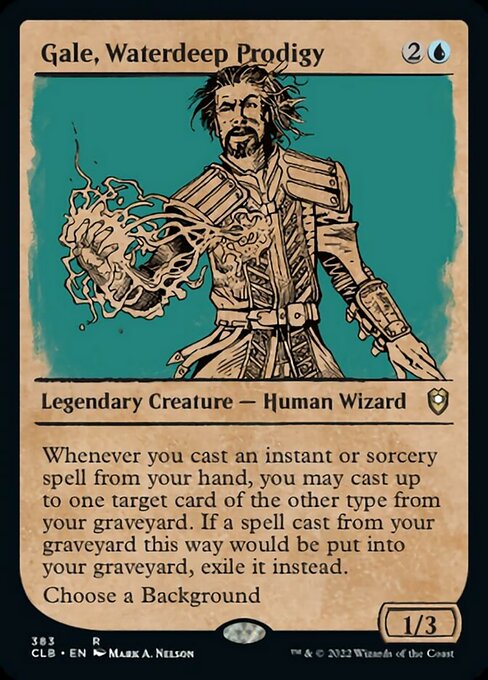 Gale, Waterdeep Prodigy 2
Legendary Creature — Human Wizard
Whenever you cast an instant or sorcery
spell from your hand, you may cast up
to one target card of the other type from
your graveyard. If a spell cast from your
graveyard this way would be put into
your graveyard, exile it instead.
Choose a Background
1/3
383 R
CLB • EN Mark A. Nelson
™ & © 2022 Wizards of the Coast